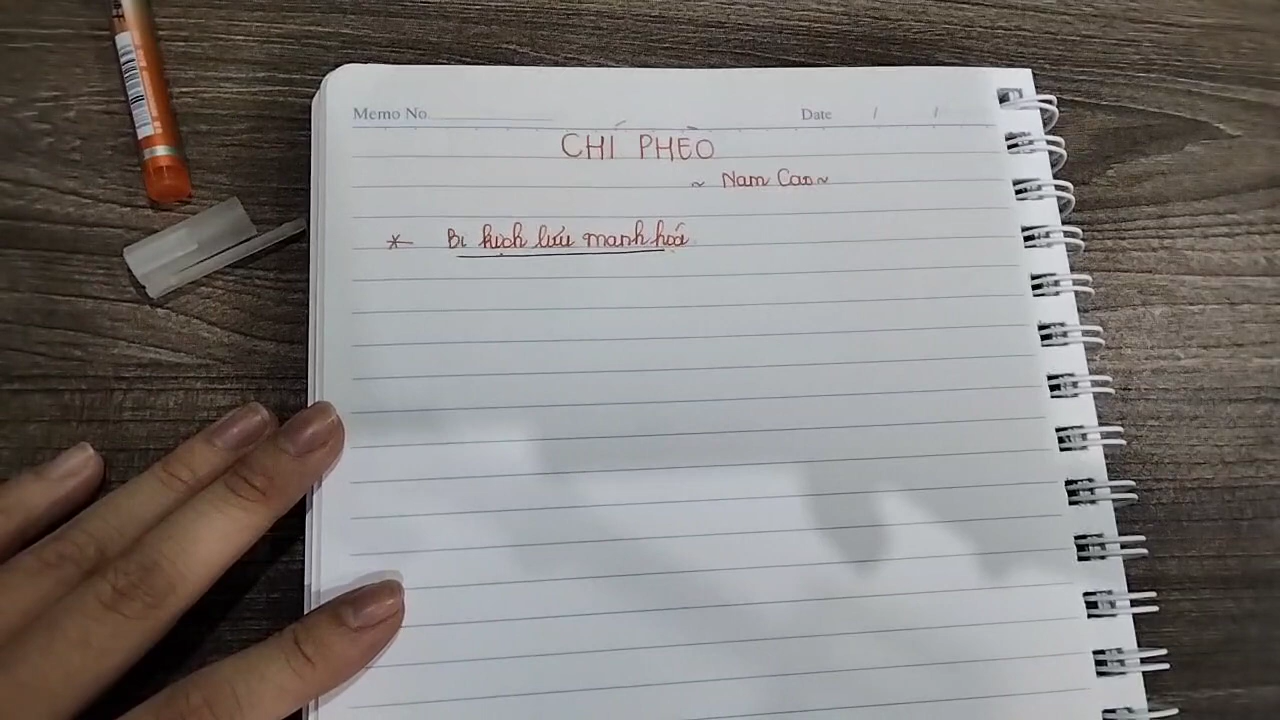 Memo No.
Date / /
CHÍ PHÈO
~ Nam Cao ~
* Bi kịch lưu manh hoá